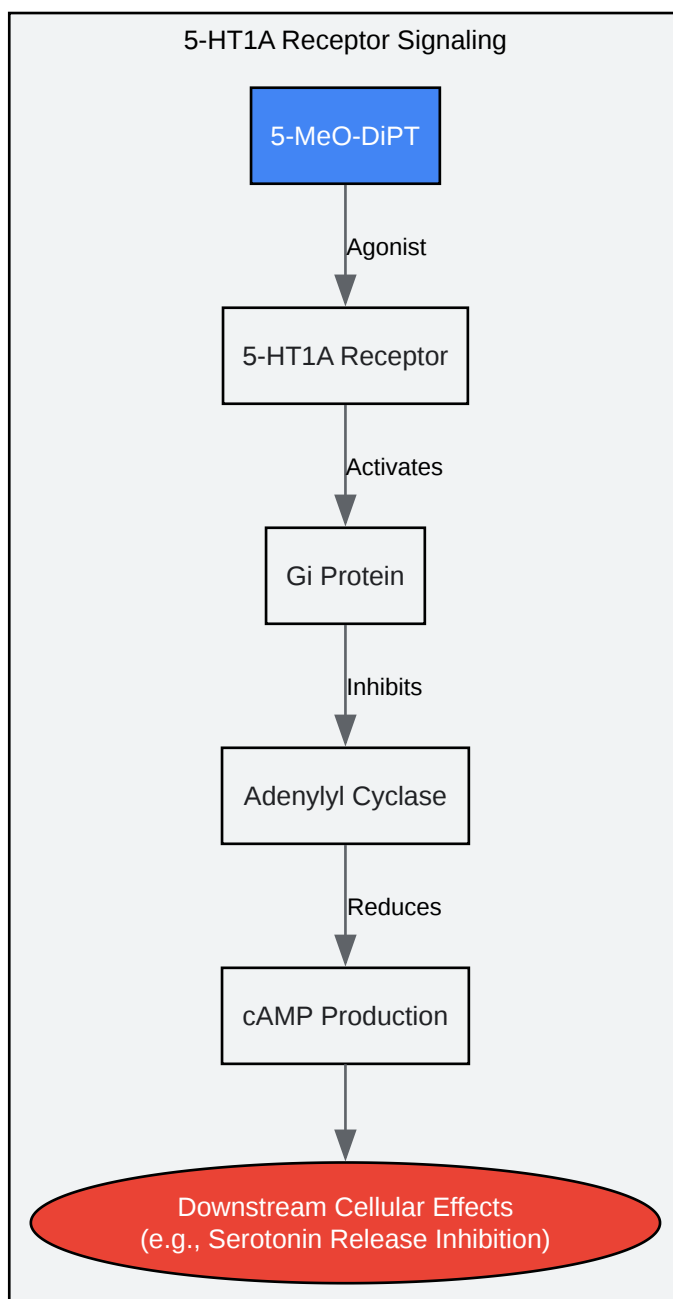 5-HT1A Receptor Signaling
5-MeO-DiPT
Agonist
5-HT1A Receptor
Activates
Gi Protein
Inhibits
Adenylyl Cyclase
Reduces
cAMP Production
Downstream Cellular Effects
(e.g., Serotonin Release Inhibition)